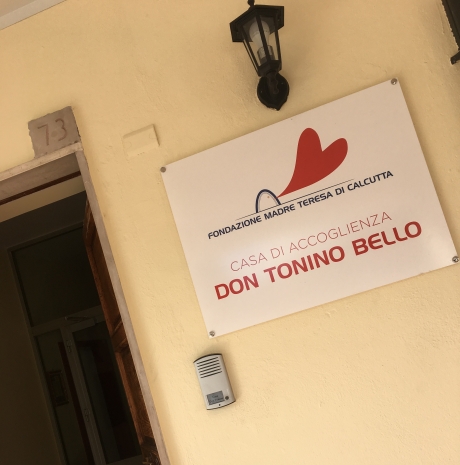 73
FONDAZIONE MADRE TERESA DI CALCUTTA
CASA DI ACCOGLIENZA
DON TONINO BELLO